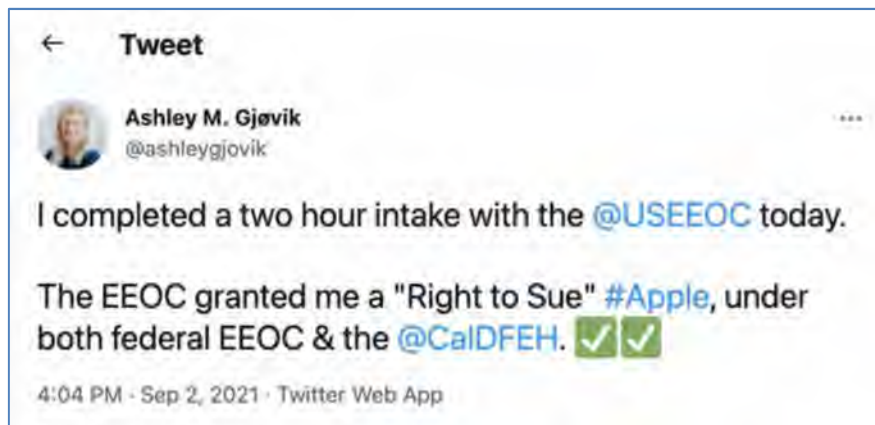 ← Tweet
Ashley M. Gjøvik
@ashleygjovik
I completed a two hour intake with the @USEEOC today.
The EEOC granted me a "Right to Sue" #Apple, under
both federal EEOC & the @CalDFEH. ✅✅
4:04 PM · Sep 2, 2021 · Twitter Web App